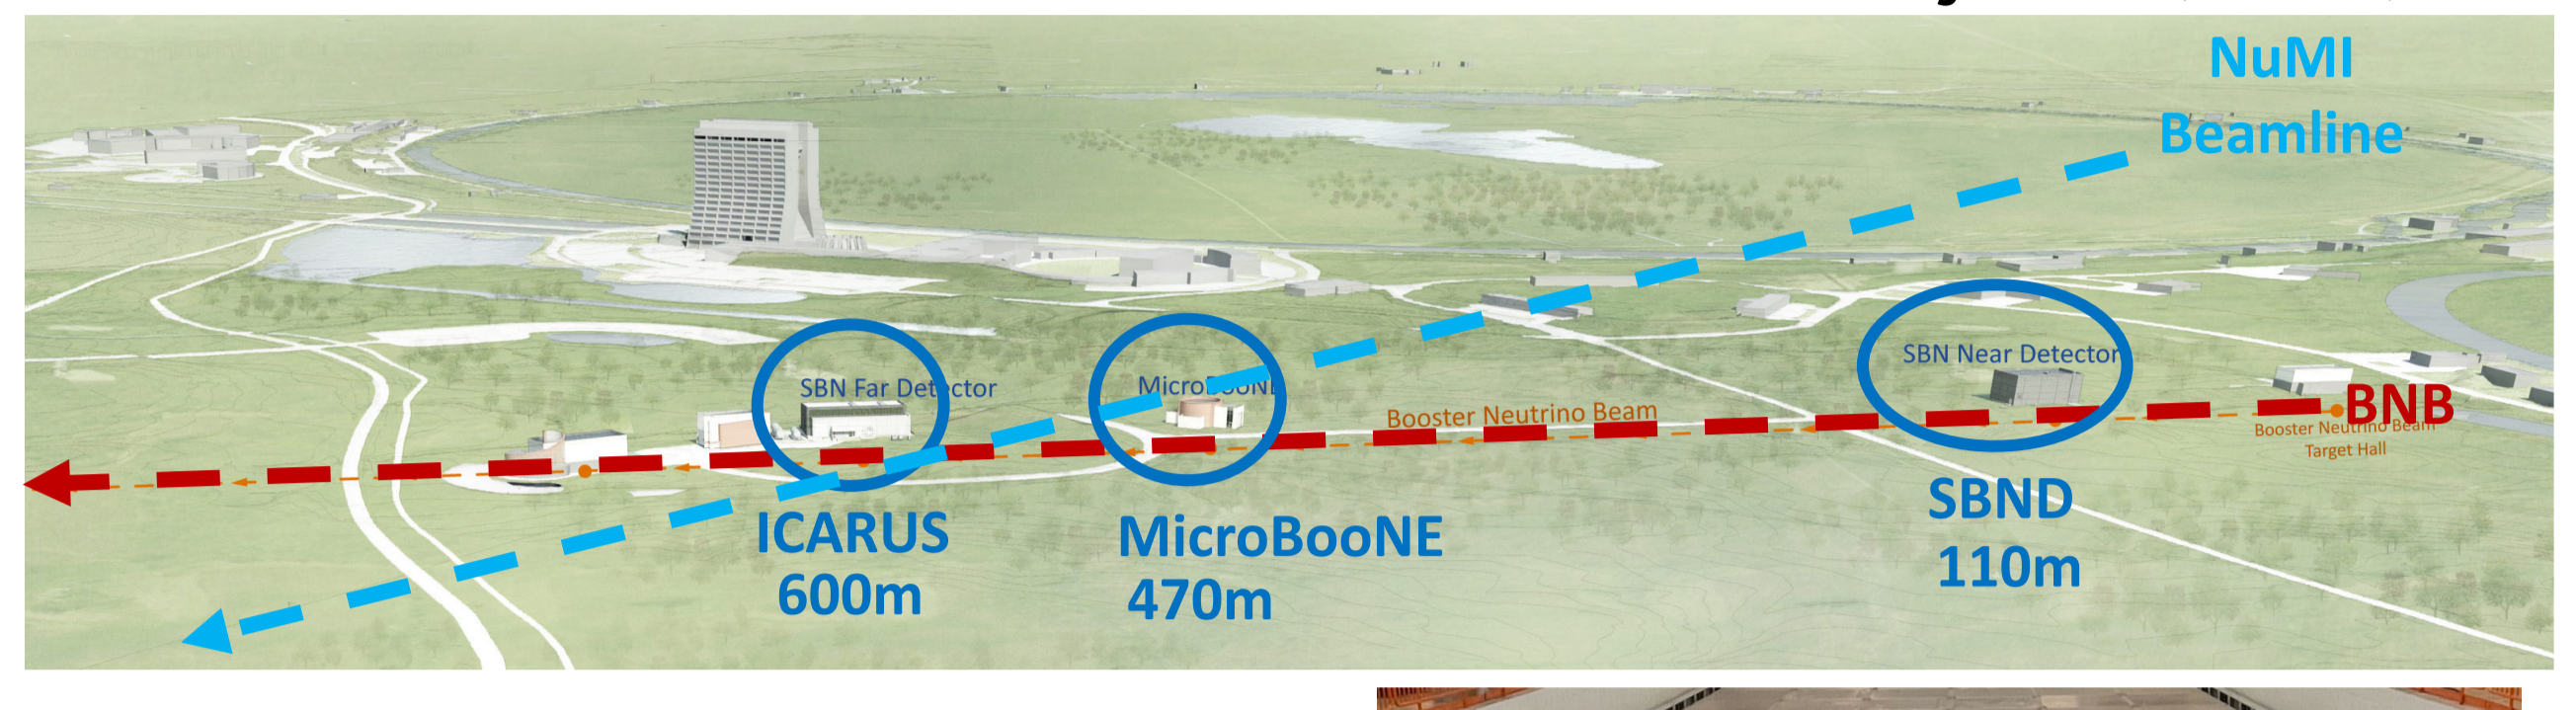 NuMI
Beamline
SBN Near Detector
SBN Far Detector
BNB
Booster Neutrino Beam
Booster Neutrino Beam
Target Hall
SBND
110m
ICARUS
600m
MicroBooNE
470m